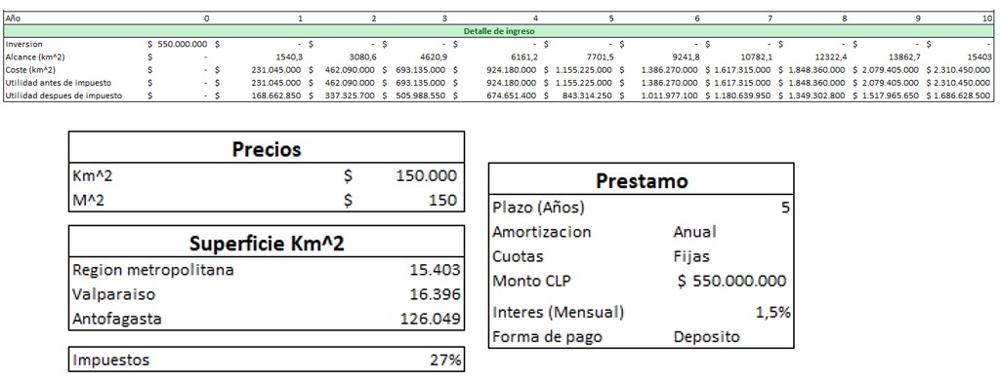 Año 0 1 2 3 4 5 6 7 8 9 10
Detalle de ingreso
Inversion $ 550.000.000 $ - $ - $ - $ - $ - $ - $ - $ - $ - $ -
Alcance (km^2) $ - 1540,3 3080,6 4620,9 6161,2 7701,5 9241,8 10782,1 12322,4 13862,7 15403
Coste (km^2) $ - $ 231.045.000 $ 462.090.000 $ 693.135.000 $ 924.180.000 $ 1.155.225.000 $ 1.386.270.000 $ 1.617.315.000 $ 1.848.360.000 $ 2.079.405.000 $ 2.310.450.000
Utilidad antes de impuesto $ - $ 231.045.000 $ 462.090.000 $ 693.135.000 $ 924.180.000 $ 1.155.225.000 $ 1.386.270.000 $ 1.617.315.000 $ 1.848.360.000 $ 2.079.405.000 $ 2.310.450.000
Utilidad despues de impuesto $ - $ 168.662.850 $ 337.325.700 $ 505.988.550 $ 674.651.400 $ 843.314.250 $ 1.011.977.100 $ 1.180.639.950 $ 1.349.302.800 $ 1.517.965.650 $ 1.686.628.500
Precios
Km^2 $ 150.000
M^2 $ 150
Superficie Km^2
Region metropolitana 15.403
Valparaiso 16.396
Antofagasta 126.049
Impuestos 27%
Prestamo
Plazo (Años) 5
Amortizacion Anual
Cuotas Fijas
Monto CLP $ 550.000.000
Interes (Mensual) 1,5%
Forma de pago Deposito